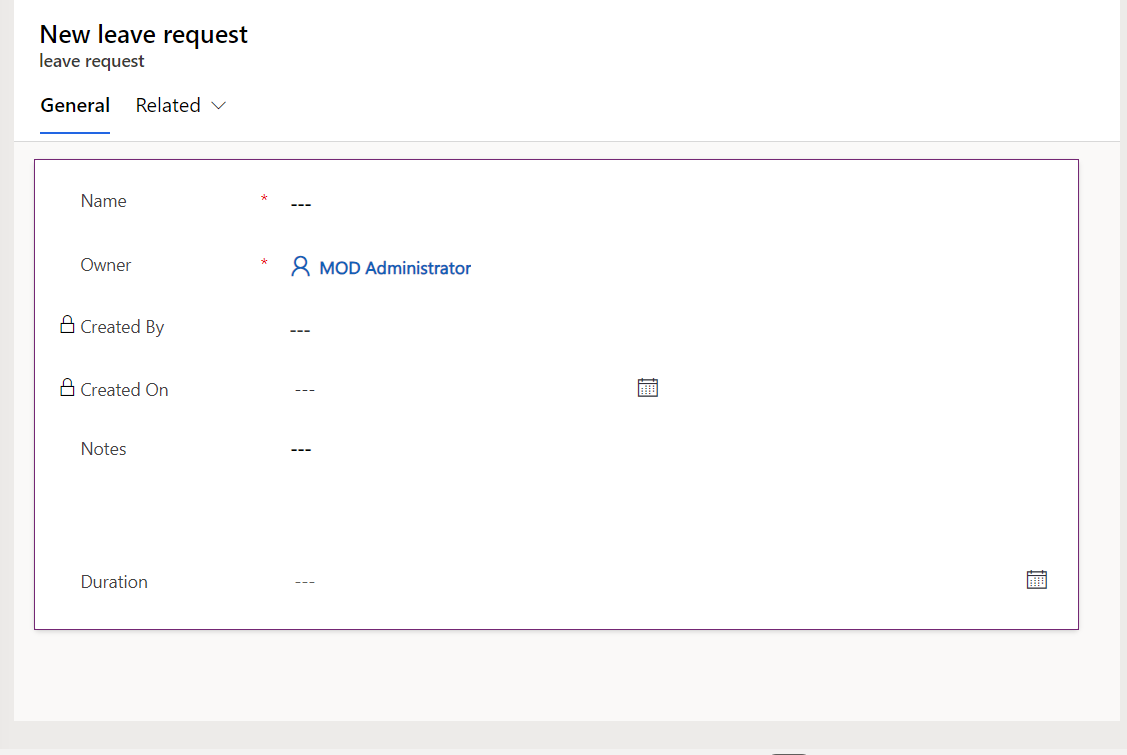 New leave request
leave request
General Related
Name * ---
Owner * MOD Administrator
Created By ---
Created On ---
Notes ---
Duration ---